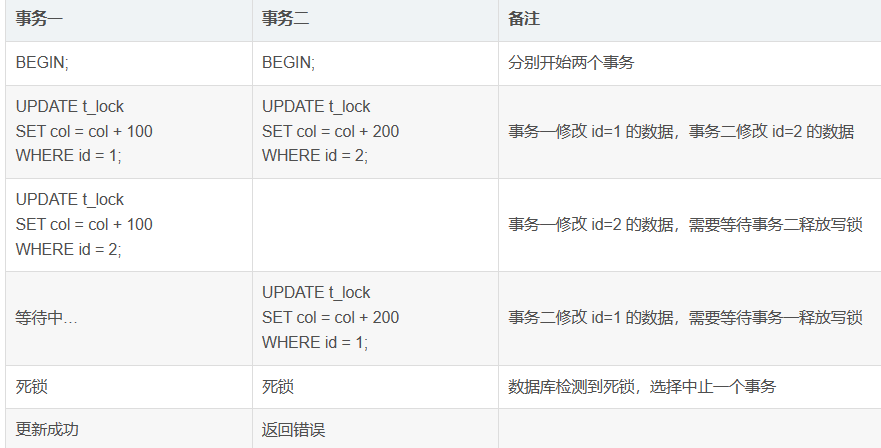 事务一 事务二 备注
BEGIN; BEGIN; 分别开始两个事务
UPDATE t_lock
SET col = col + 100
WHERE id = 1;
UPDATE t_lock
SET col = col + 200
WHERE id = 2;
事务一修改 id=1 的数据，事务二修改 id=2 的数据
UPDATE t_lock
SET col = col + 100
WHERE id = 2;
事务一修改 id=2 的数据，需要等待事务二释放写锁
等待中…
UPDATE t_lock
SET col = col + 200
WHERE id = 1;
事务二修改 id=1 的数据，需要等待事务一释放写锁
死锁 死锁 数据库检测到死锁，选择中止一个事务
更新成功 返回错误